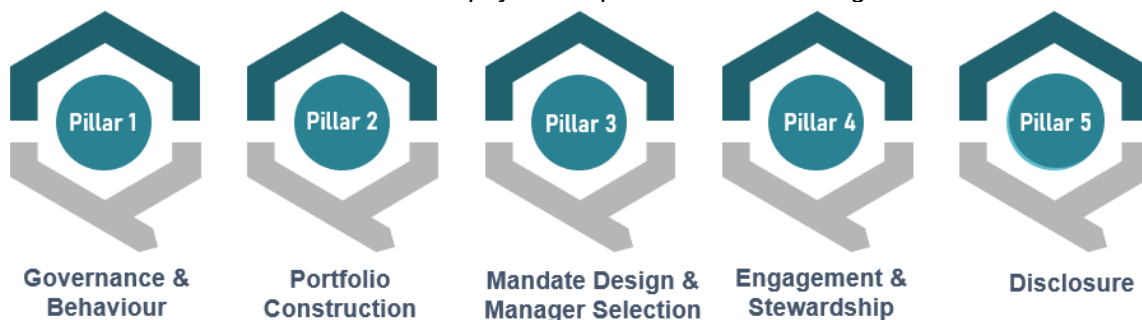 Pillar 1
Pillar 2
Pillar 3
Pillar 4
Pillar 5
Governance &
Behaviour
Portfolio
Construction
Mandate Design &
Manager Selection
Engagement &
Stewardship
Disclosure